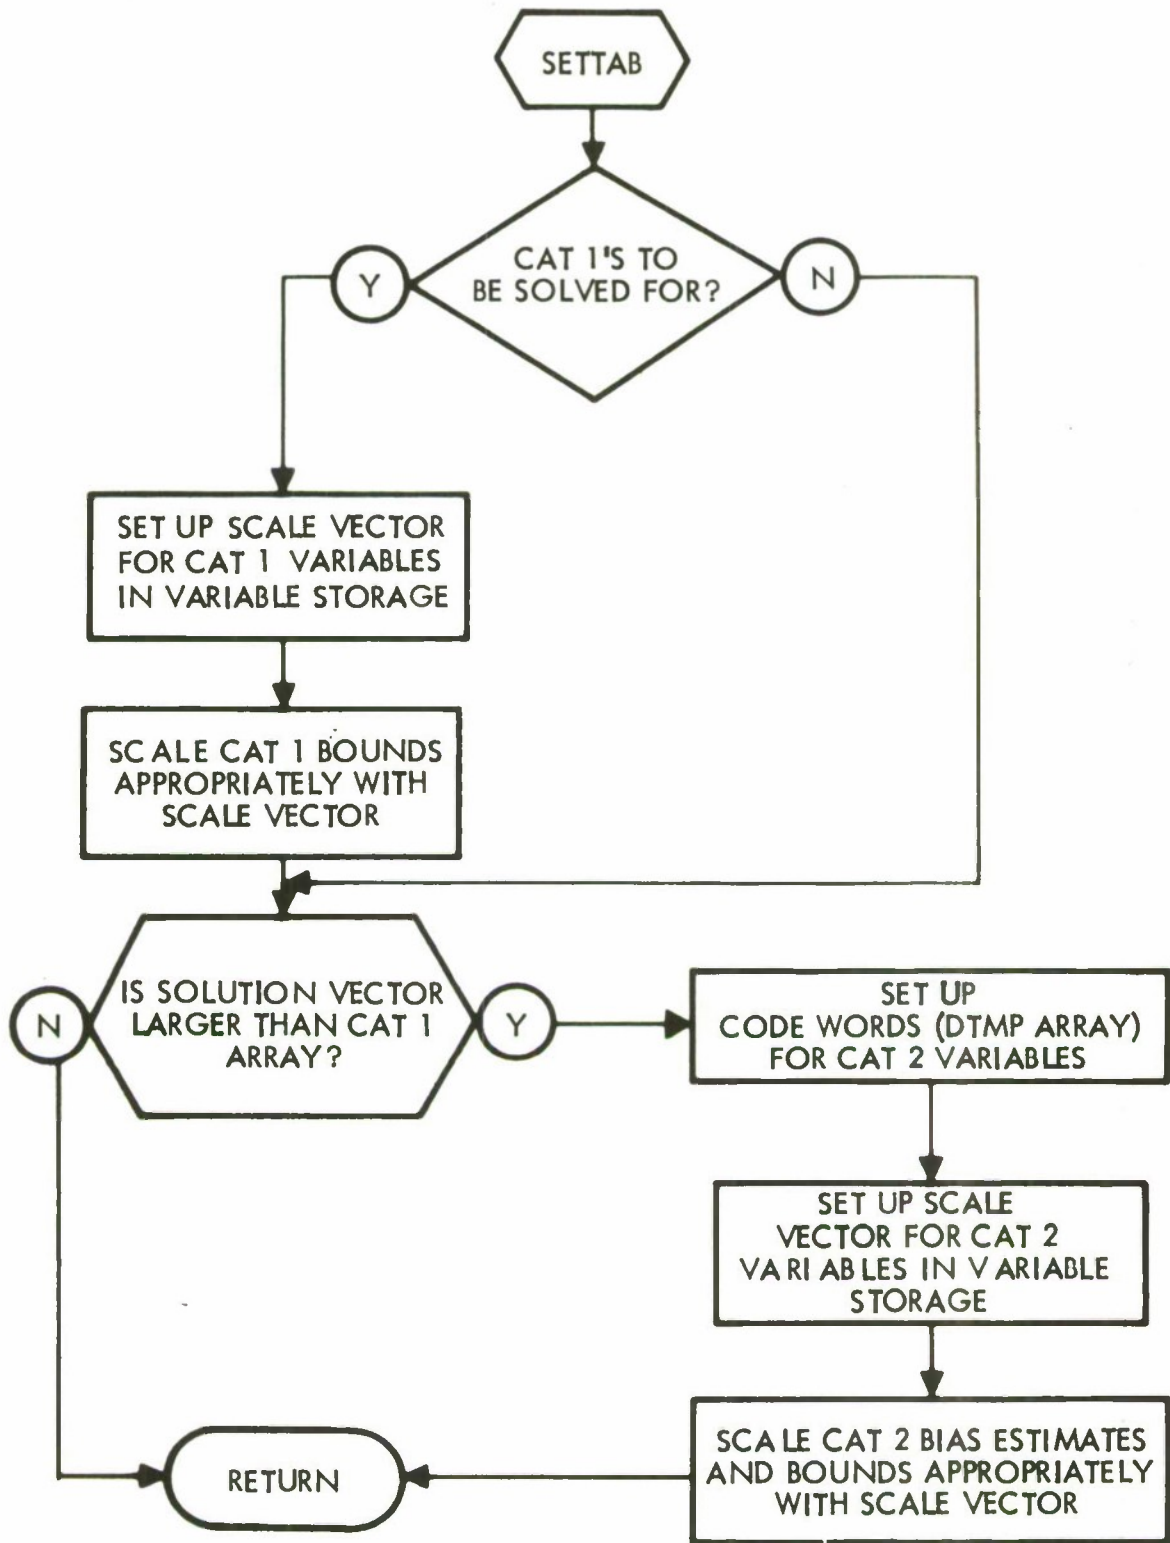 SETTAB
CAT 1'S TO
BE SOLVED FOR?
Y
N
SET UP SCALE VECTOR
FOR CAT 1 VARIABLES
IN VARIABLE STORAGE
SCALE CAT 1 BOUNDS
APPROPRIATELY WITH
SCALE VECTOR
IS SOLUTION VECTOR
LARGER THAN CAT 1
ARRAY?
N
Y
SET UP
CODE WORDS (DTMP ARRAY)
FOR CAT 2 VARIABLES
SET UP SCALE
VECTOR FOR CAT 2
VARIABLES IN VARIABLE
STORAGE
SCALE CAT 2 BIAS ESTIMATES
AND BOUNDS APPROPRIATELY
WITH SCALE VECTOR
RETURN